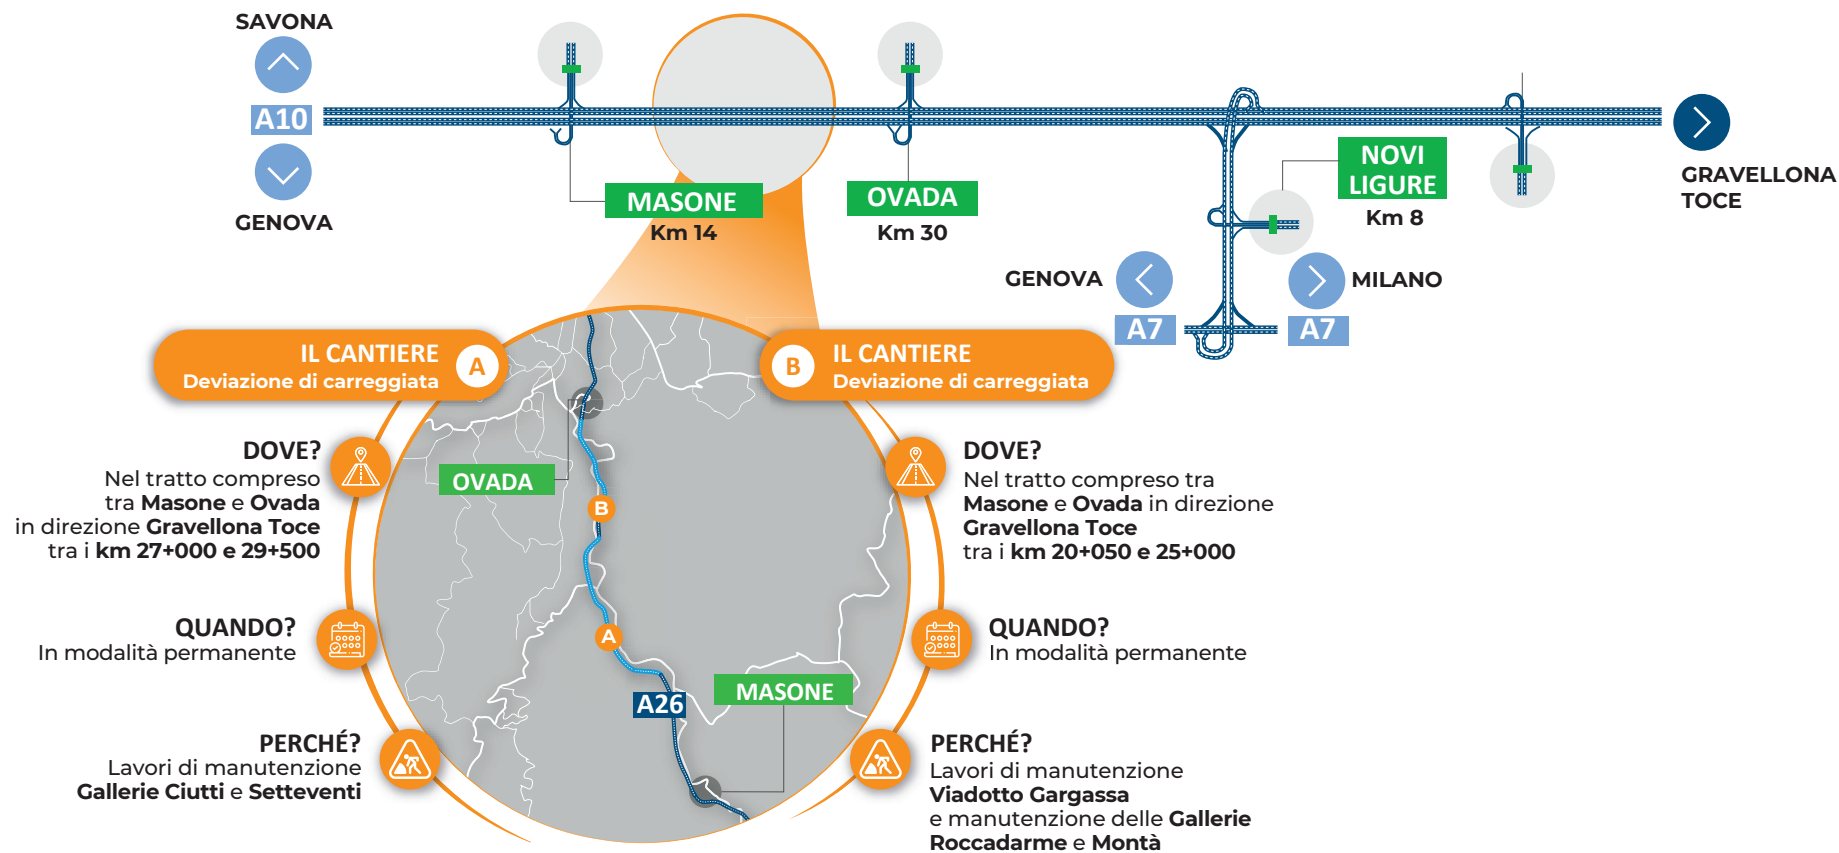 SAVONA
A10
GENOVA
MASONE
Km 14
OVADA
Km 30
NOVI
LIGURE
Km 8
GRAVELLONA
TOCE
GENOVA
MILANO
A7
A7
IL CANTIERE
Deviazione di carreggiata
A
DOVE?
Nel tratto compreso
tra Masone e Ovada
in direzione Gravellona Toce
tra i km 27+000 e 29+500
QUANDO?
In modalità permanente
PERCHÉ?
Lavori di manutenzione
Gallerie Ciutti e Setteventi
OVADA
B
A
A26
MASONE
B
IL CANTIERE
Deviazione di carreggiata
DOVE?
Nel tratto compreso tra
Masone e Ovada in direzione
Gravellona Toce
tra i km 20+050 e 25+000
QUANDO?
In modalità permanente
PERCHÉ?
Lavori di manutenzione
Viadotto Gargassa
e manutenzione delle Gallerie
Roccadarme e Montà